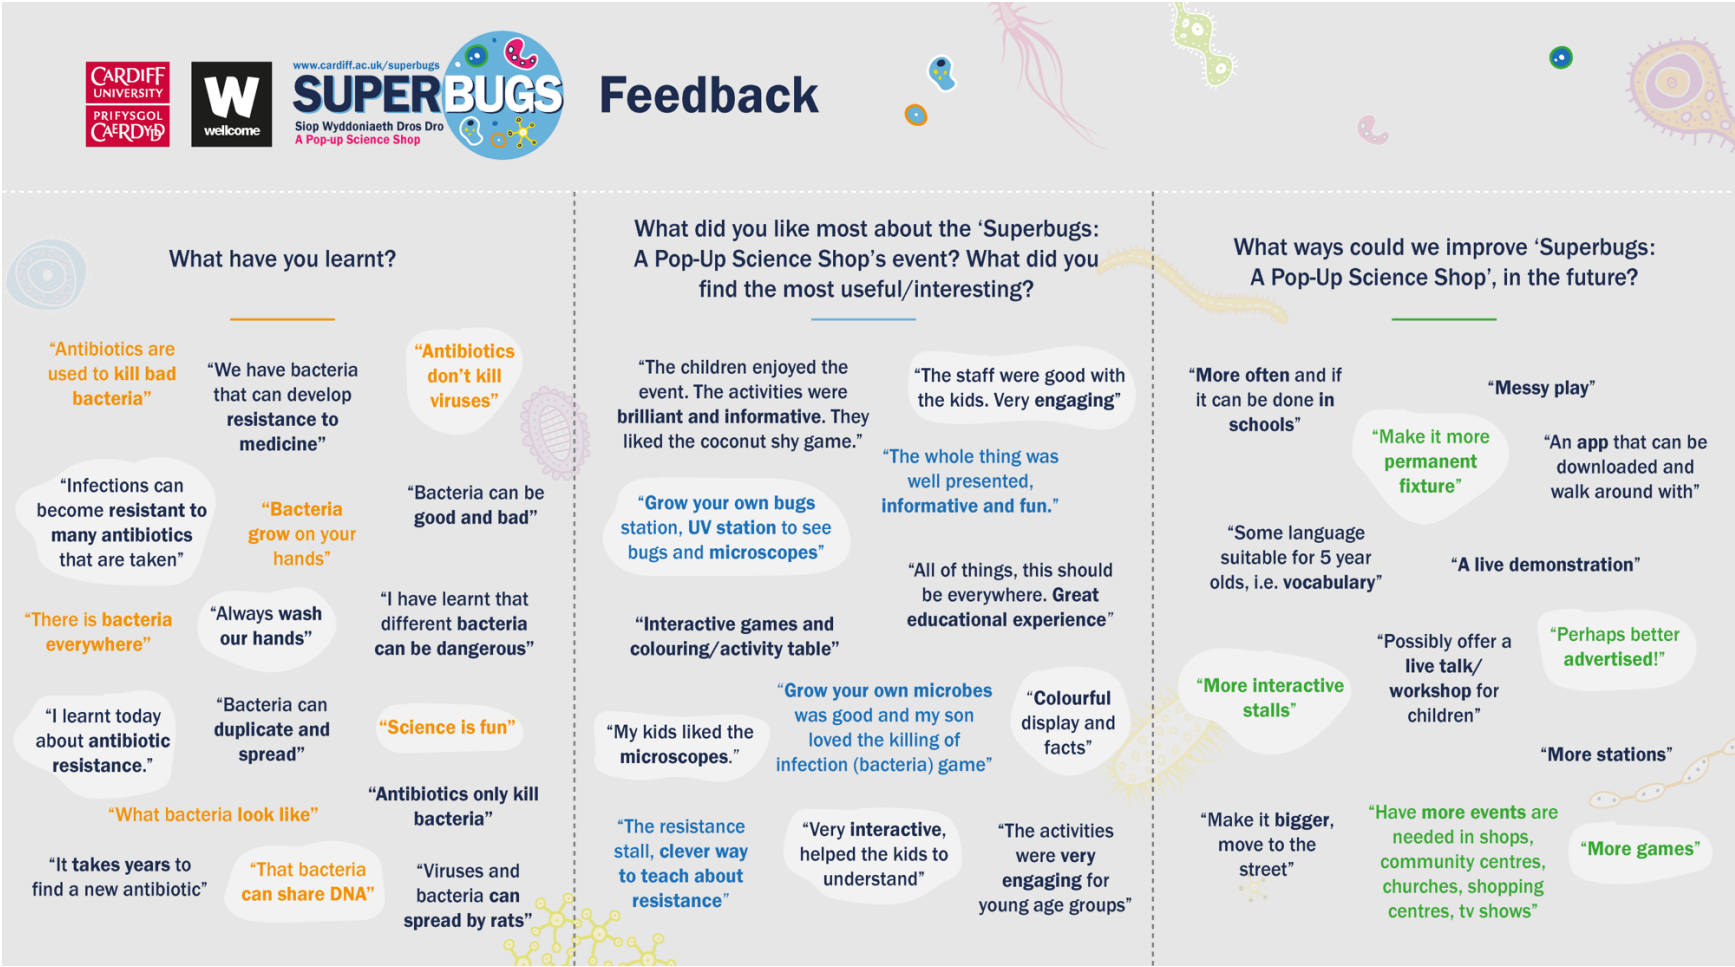 CARDIFF
UNIVERSITY
PRIFYSGOL
CAERDYDD
W
wellcome
www.cardiff.ac.uk/superbugs
SUPERBUGS
Siop Wyddoniaeth Dros Dro
A Pop-up Science Shop
Feedback
What have you learnt?
“Antibiotics are
used to kill bad
bacteria”
“We have bacteria
that can develop
resistance to
medicine”
“Antibiotics
don’t kill
viruses”
“Infections can
become resistant to
many antibiotics
that are taken”
“Bacteria
grow on your
hands”
“Bacteria can be
good and bad”
“There is bacteria
everywhere”
“Always wash
our hands”
“I have learnt that
different bacteria
can be dangerous”
“I learnt today
about antibiotic
resistance.”
“Bacteria can
duplicate and
spread”
“Science is fun”
“What bacteria look like”
“Antibiotics only kill
bacteria”
“It takes years to
find a new antibiotic”
“That bacteria
can share DNA”
“Viruses and
bacteria can
spread by rats”
What did you like most about the ‘Superbugs:
A Pop-Up Science Shop’s event? What did you
find the most useful/interesting?
“The children enjoyed the
event. The activities were
brilliant and informative. They
liked the coconut shy game.”
“The staff were good with
the kids. Very engaging”
“The whole thing was
well presented,
informative and fun.”
“Grow your own bugs
station, UV station to see
bugs and microscopes”
“All of things, this should
be everywhere. Great
educational experience”
“Interactive games and
colouring/activity table”
“Grow your own microbes
was good and my son
loved the killing of
infection (bacteria) game”
“My kids liked the
microscopes.”
“Colourful
display and
facts”
“The resistance
stall, clever way
to teach about
resistance”
“Very interactive,
helped the kids to
understand”
“The activities
were very
engaging for
young age groups”
What ways could we improve ‘Superbugs:
A Pop-Up Science Shop’, in the future?
“More often and if
it can be done in
schools”
“Messy play”
“Make it more
permanent
fixture”
“An app that can be
downloaded and
walk around with”
“Some language
suitable for 5 year
olds, i.e. vocabulary”
“A live demonstration”
“Possibly offer a
live talk/
workshop for
children”
“Perhaps better
advertised!”
“More interactive
stalls”
“More stations”
“Make it bigger,
move to the
street”
“Have more events are
needed in shops,
community centres,
churches, shopping
centres, tv shows”
“More games”